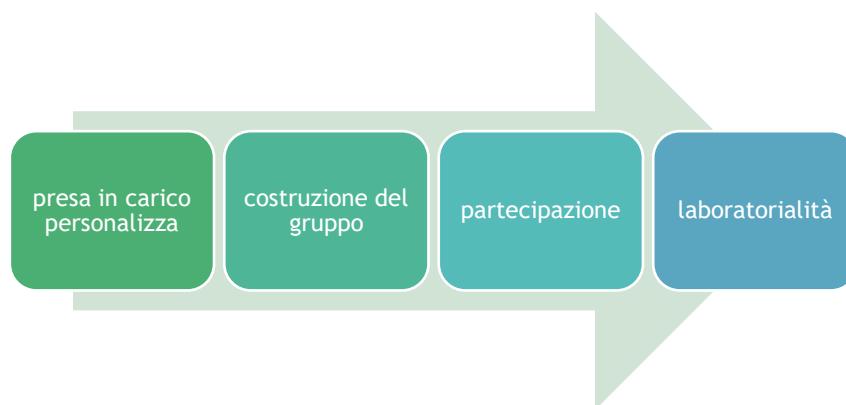 presa in carico
personalizza
costruzione del
gruppo
partecipazione
laboratorialità